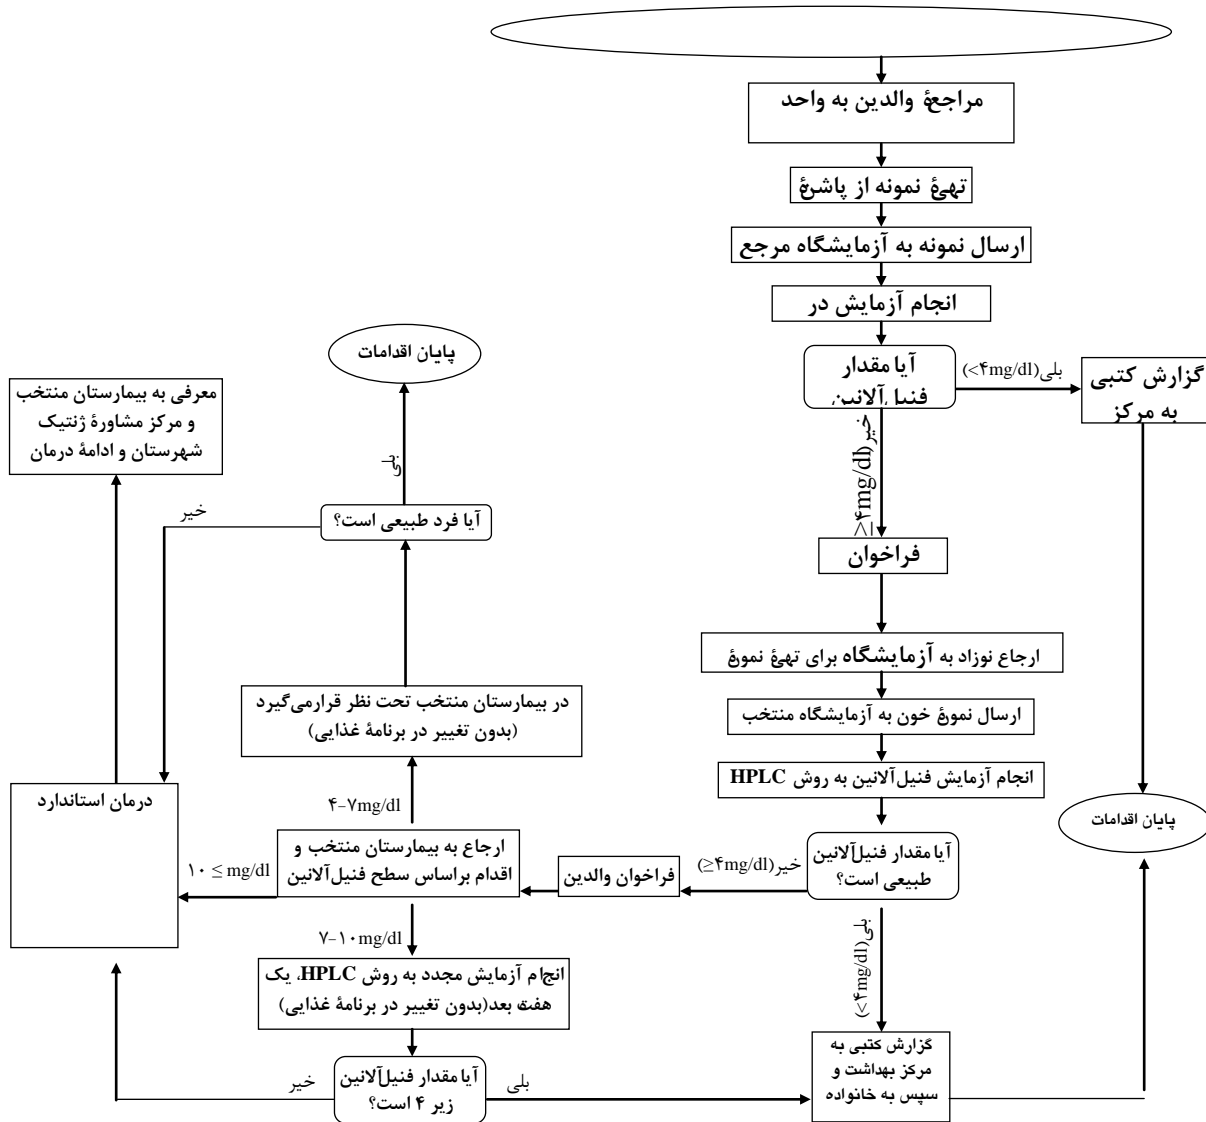 مراجعهٔ والدین به واحد
تهیهٔ نمونه از پاشنهٔ
ارسال نمونه به آزمایشگاه مرجع
انجام آزمایش در
آیا مقدار
فنیل‌آلانین
بلی(<۴mg/dl)
گزارش کتبی
به مرکز
خیر(≥۴mg/dl)
فراخوان
ارجاع نوزاد به آزمایشگاه برای تهیهٔ نمونهٔ
ارسال نمونهٔ خون به آزمایشگاه منتخب
انجام آزمایش فنیل‌آلانین به روش HPLC
آیا مقدار فنیل‌آلانین
طبیعی است؟
بلی(<۴mg/dl)
گزارش کتبی به
مرکز بهداشت و
سپس به خانواده
پایان اقدامات
خیر(≥۴mg/dl)
فراخوان والدین
ارجاع به بیمارستان منتخب و
اقدام براساس سطح فنیل‌آلانین
۴-۷mg/dl
در بیمارستان منتخب تحت نظر قرارمی‌گیرد
(بدون تغییر در برنامهٔ غذایی)
آیا فرد طبیعی است؟
بلی
پایان اقدامات
خیر
۱۰ ≤ mg/dl
درمان استاندارد
معرفی به بیمارستان منتخب
و مرکز مشاورهٔ ژنتیک
شهرستان و ادامهٔ درمان
۷-۱۰mg/dl
انجام آزمایش مجدد به روش HPLC، یک
هفته بعد(بدون تغییر در برنامهٔ غذایی)
آیا مقدار فنیل‌آلانین
زیر ۴ است؟
بلی
خیر